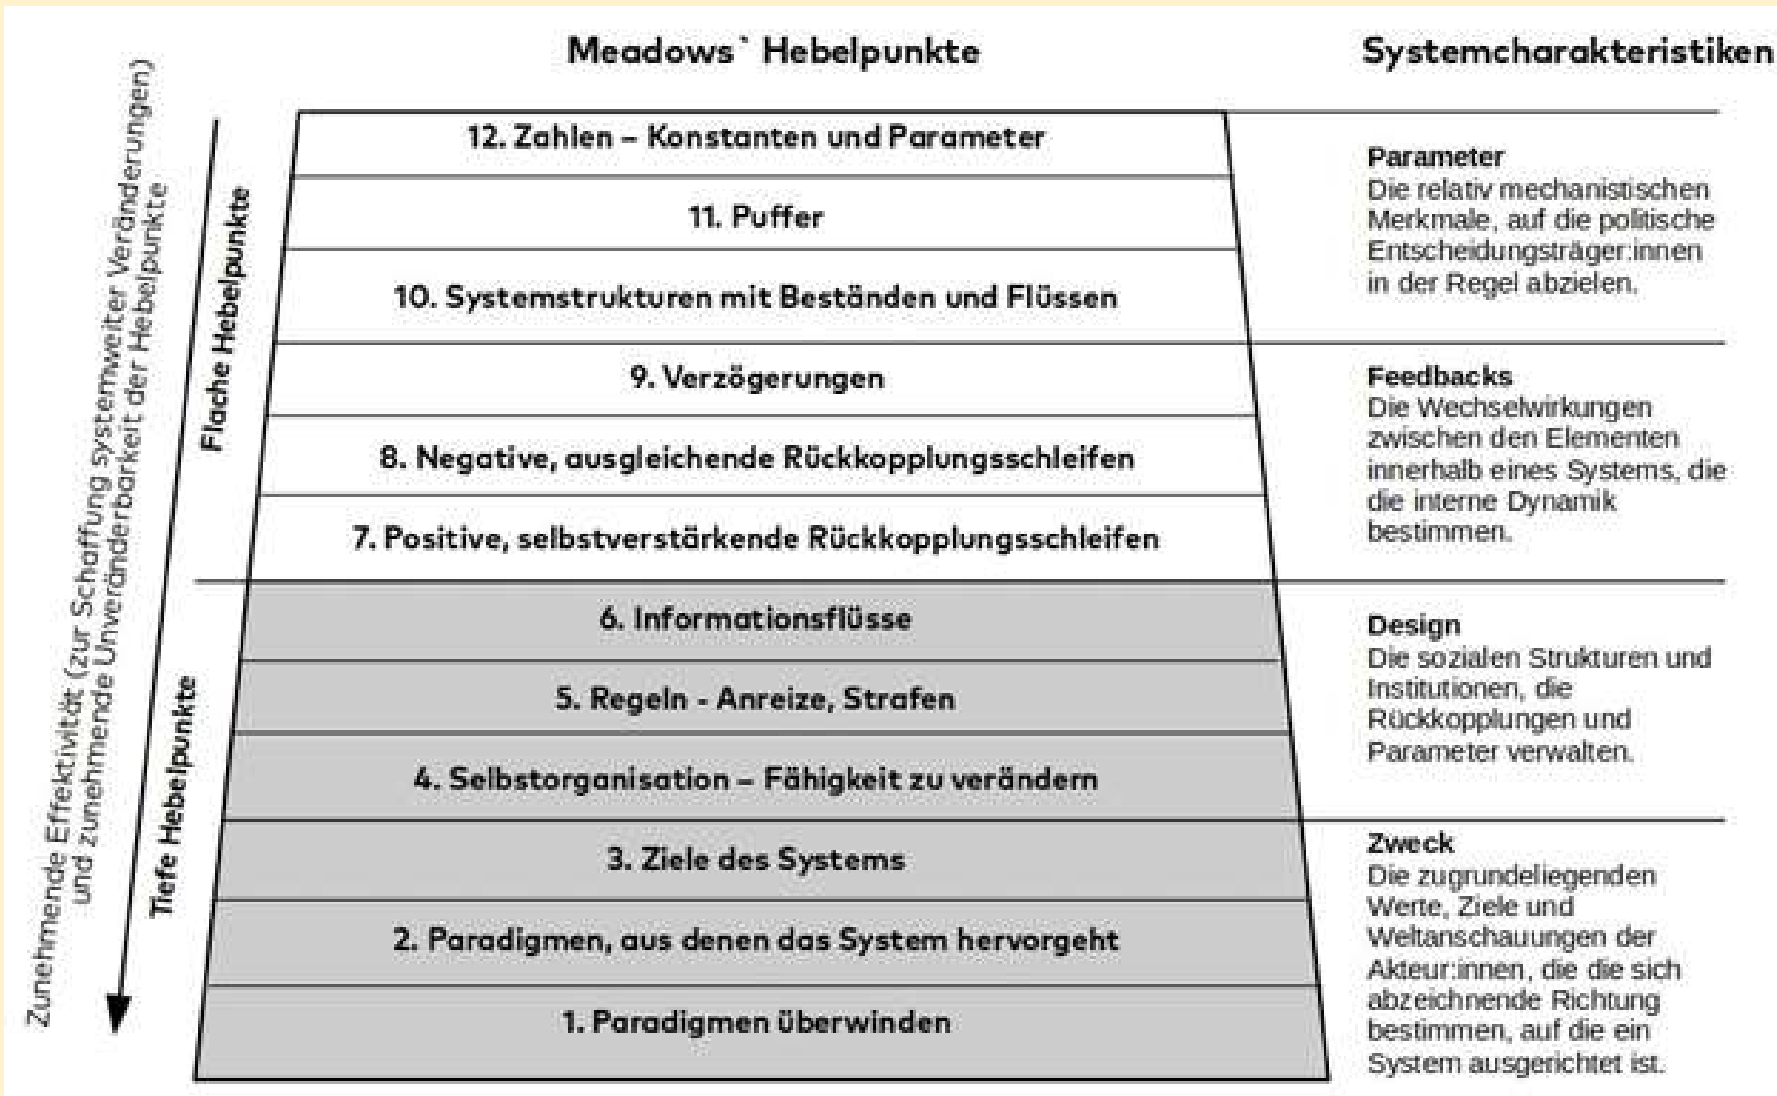 Meadows` Hebelpunkte
Systemcharakteristiken
Zunehmende Effektivität (zur Schaffung systemweiter Veränderungen)
und zunehmende Unveränderbarkeit der Hebelpunkte
Flache Hebelpunkte
Tiefe Hebelpunkte
12. Zahlen – Konstanten und Parameter
11. Puffer
10. Systemstrukturen mit Beständen und Flüssen
9. Verzögerungen
8. Negative, ausgleichende Rückkopplungsschleifen
7. Positive, selbstverstärkende Rückkopplungsschleifen
6. Informationsflüsse
5. Regeln - Anreize, Strafen
4. Selbstorganisation – Fähigkeit zu verändern
3. Ziele des Systems
2. Paradigmen, aus denen das System hervorgeht
1. Paradigmen überwinden
Parameter
Die relativ mechanistischen
Merkmale, auf die politische
Entscheidungsträger:innen
in der Regel abzielen.
Feedbacks
Die Wechselwirkungen
zwischen den Elementen
innerhalb eines Systems, die
die interne Dynamik
bestimmen.
Design
Die sozialen Strukturen und
Institutionen, die
Rückkopplungen und
Parameter verwalten.
Zweck
Die zugrundeliegenden
Werte, Ziele und
Weltanschauungen der
Akteur:innen, die die sich
abzeichnende Richtung
bestimmen, auf die ein
System ausgerichtet ist.